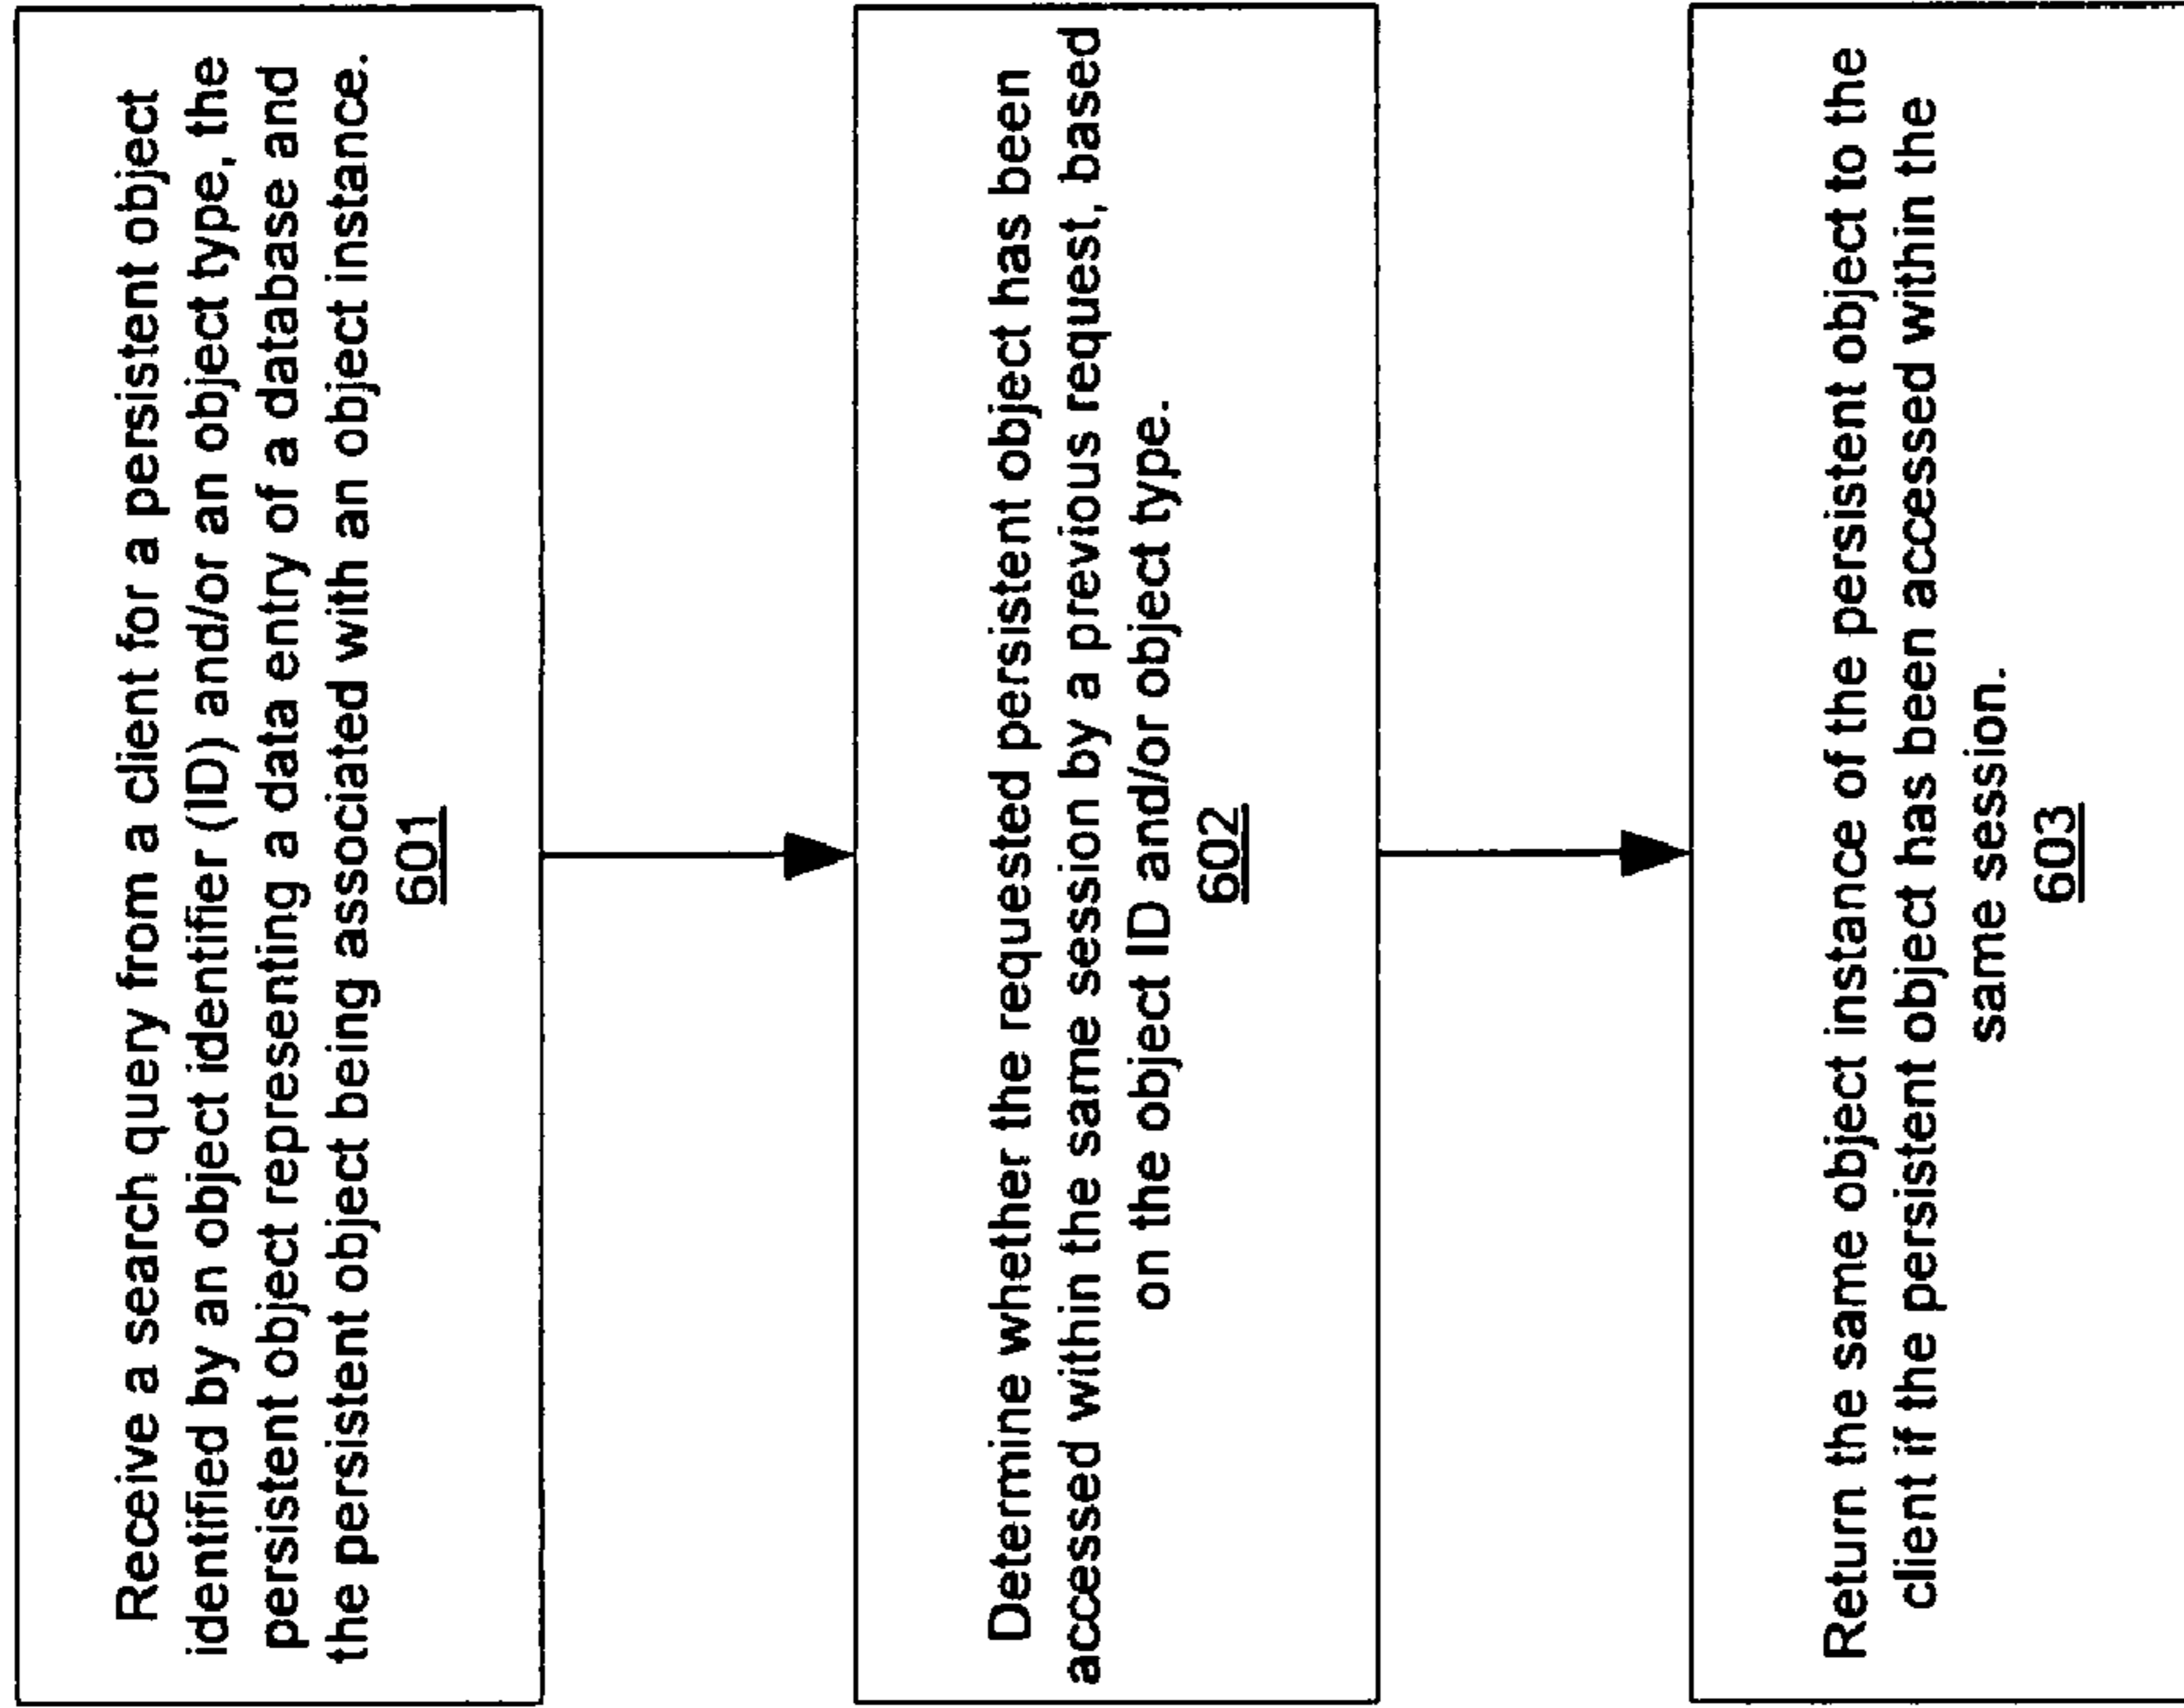 Receive a search query from a client for a persistent object
identified by an object identifier (ID) and/or an object type, the
persistent object representing a data entry of a database and
the persistent object being associated with an object instance.
601
Determine whether the requested persistent object has been
accessed within the same session by a previous request, based
on the object ID and/or object type.
602
Return the same object instance of the persistent object to the
client if the persistent object has been accessed within the
same session.
603